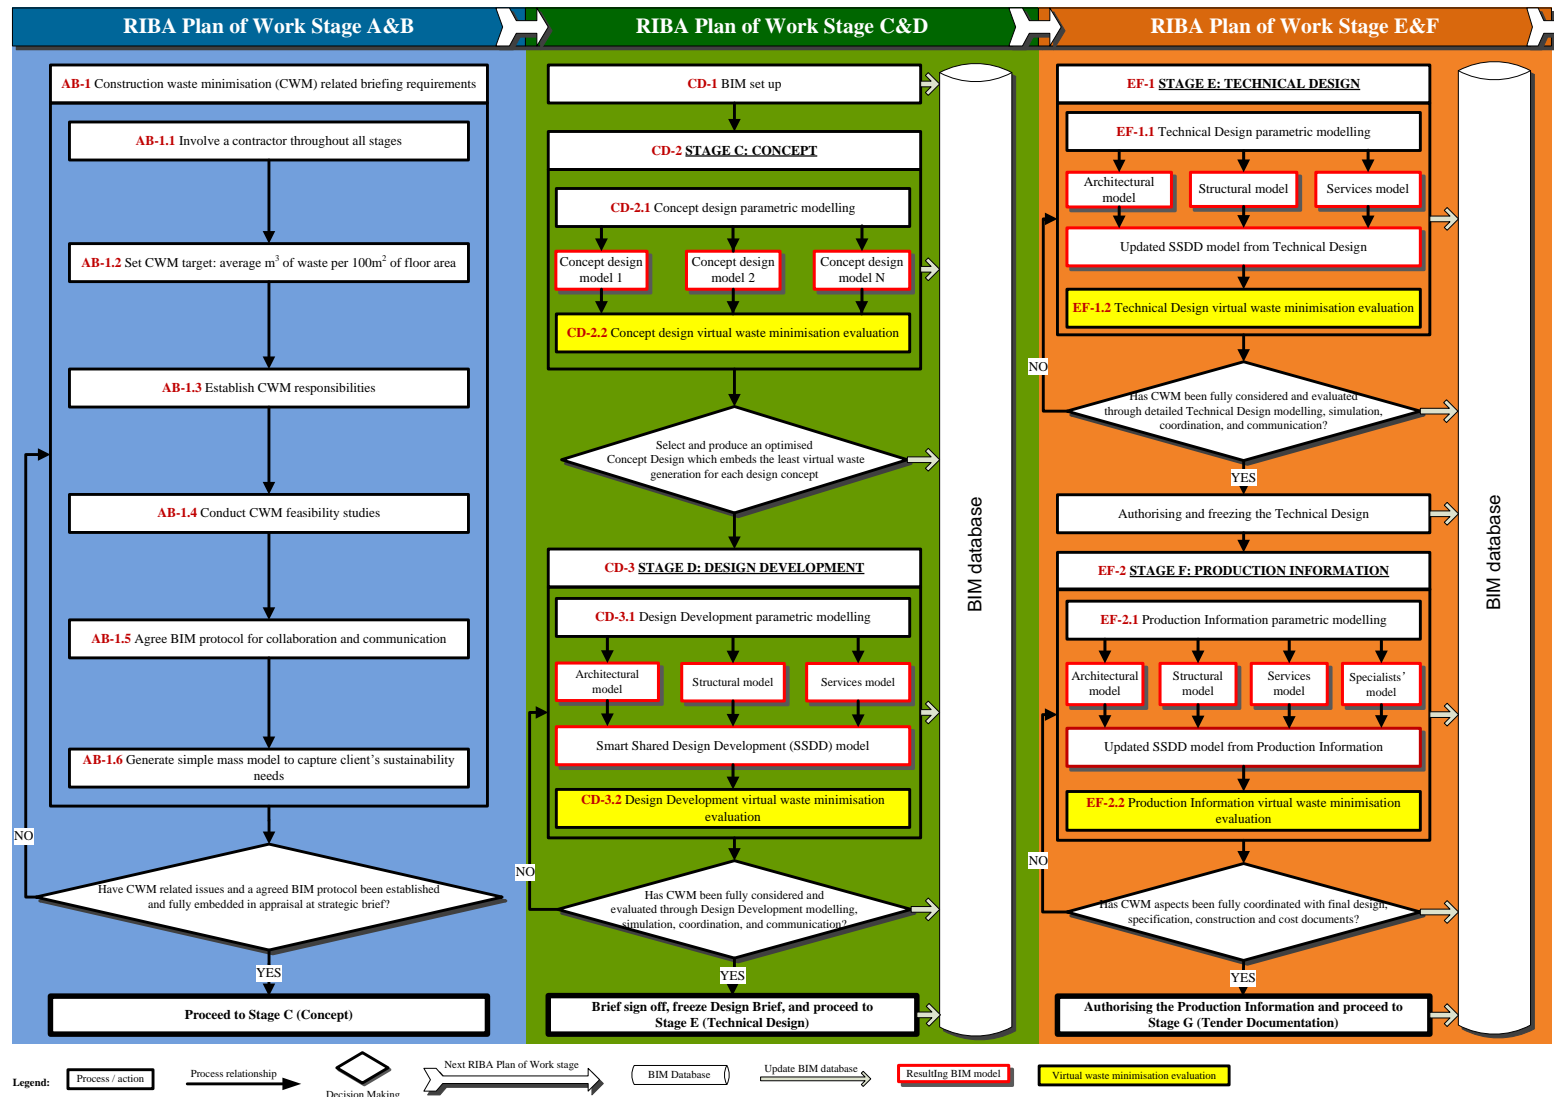 RIBA Plan of Work Stage A&B
RIBA Plan of Work Stage C&D
RIBA Plan of Work Stage E&F
AB-1 Construction waste minimisation (CWM) related briefing requirements
AB-1.1 Involve a contractor throughout all stages
AB-1.2 Set CWM target: average m³ of waste per 100m² of floor area
AB-1.3 Establish CWM responsibilities
AB-1.4 Conduct CWM feasibility studies
AB-1.5 Agree BIM protocol for collaboration and communication
AB-1.6 Generate simple mass model to capture client’s sustainability
needs
NO
Have CWM related issues and a agreed BIM protocol been established
and fully embedded in appraisal at strategic brief?
YES
Proceed to Stage C (Concept)
CD-1 BIM set up
CD-2 STAGE C: CONCEPT
CD-2.1 Concept design parametric modelling
Concept design
model 1
Concept design
model 2
Concept design
model N
CD-2.2 Concept design virtual waste minimisation evaluation
Select and produce an optimised
Concept Design which embeds the least virtual waste
generation for each design concept
CD-3 STAGE D: DESIGN DEVELOPMENT
CD-3.1 Design Development parametric modelling
Architectural
model
Structural model
Services model
Smart Shared Design Development (SSDD) model
CD-3.2 Design Development virtual waste minimisation
evaluation
NO
Has CWM been fully considered and
evaluated through Design Development modelling,
simulation, coordination, and communication?
YES
Brief sign off, freeze Design Brief, and proceed to
Stage E (Technical Design)
BIM database
EF-1 STAGE E: TECHNICAL DESIGN
EF-1.1 Technical Design parametric modelling
Architectural
model
Structural model
Services model
Updated SSDD model from Technical Design
EF-1.2 Technical Design virtual waste minimisation evaluation
NO
Has CWM been fully considered and evaluated
through detailed Technical Design modelling, simulation,
coordination, and communication?
YES
Authorising and freezing the Technical Design
EF-2 STAGE F: PRODUCTION INFORMATION
EF-2.1 Production Information parametric modelling
Architectural
model
Structural
model
Services
model
Specialists’
model
Updated SSDD model from Production Information
EF-2.2 Production Information virtual waste minimisation
evaluation
NO
Has CWM aspects been fully coordinated with final design,
specification, construction and cost documents?
YES
Authorising the Production Information and proceed to
Stage G (Tender Documentation)
BIM database
Legend:
Process / action
Process relationship
Decision Making
Next RIBA Plan of Work stage
BIM Database
Update BIM database
ResultIng BIM model
Virtual waste minimisation evaluation